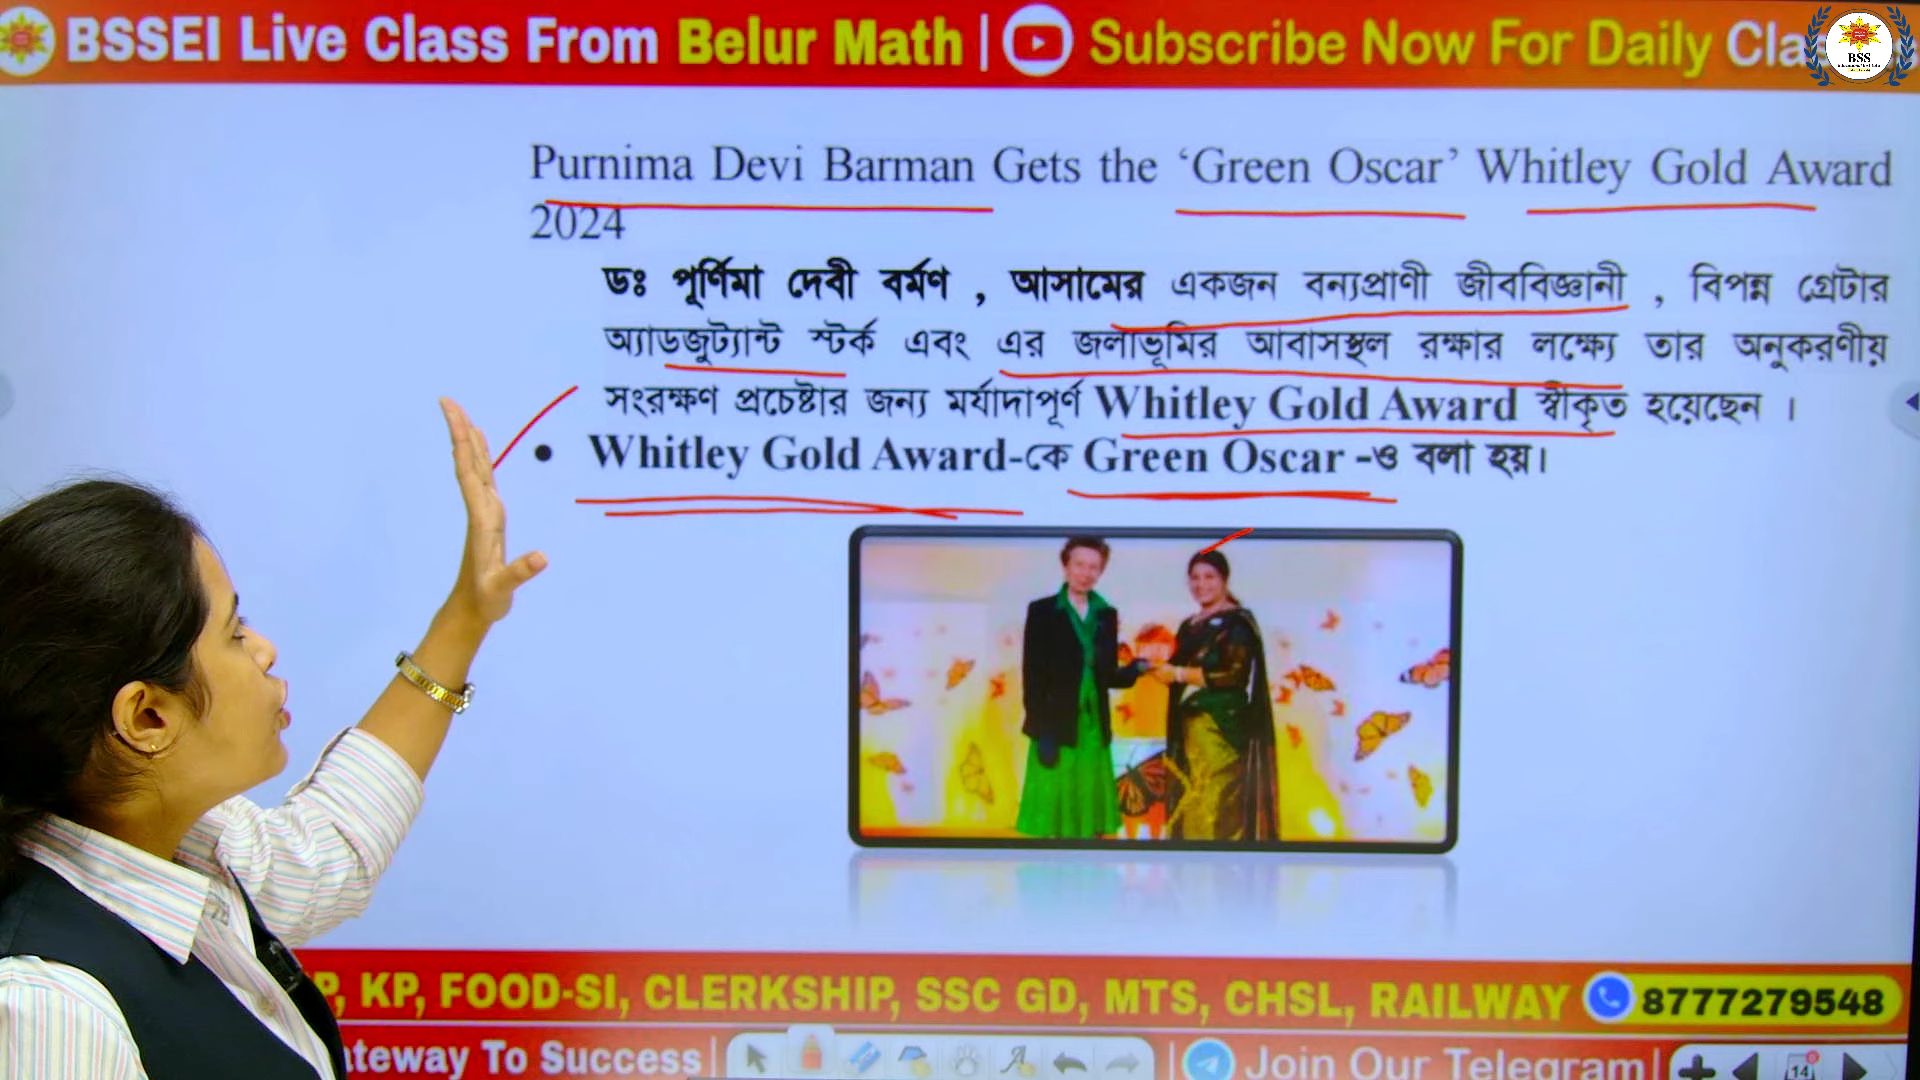 BSSEI Live Class From Belur Math | Subscribe Now For Daily
BSS
Purnima Devi Barman Gets the ‘Green Oscar’ Whitley Gold Award
2024
ডঃ পূর্ণিমা দেবী বর্মণ , আসামের একজন বন্যপ্রাণী জীববিজ্ঞানী , বিপন্ন গ্রেটার
অ্যাডজুট্যান্ট স্টর্ক এবং এর জলাভূমির আবাসস্থল রক্ষার লক্ষ্যে তার অনুকরণীয়
সংরক্ষণ প্রচেষ্টার জন্য মর্যাদাপূর্ণ Whitley Gold Award স্বীকৃত হয়েছেন ।
• Whitley Gold Award-কে Green Oscar -ও বলা হয়।
P, KP, FOOD-SI, CLERKSHIP, SSC GD, MTS, CHSL, RAILWAY 8777279548
ateway To Success | | Join Our Telegram |
14